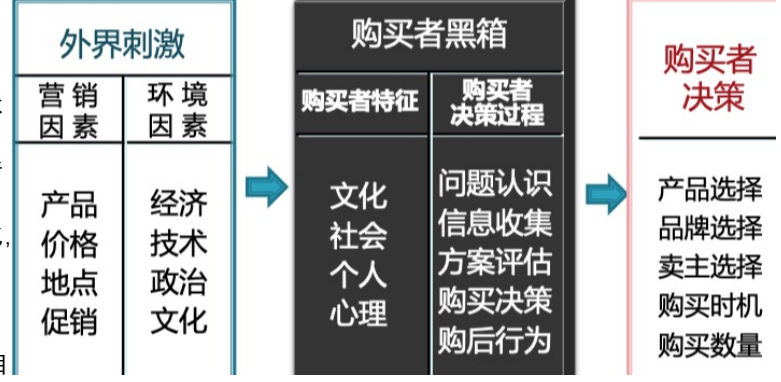 外界刺激
营销
因素
环境
因素
产品
价格
地点
促销
经济
技术
政治
文化
购买者黑箱
购买者特征
购买者
决策过程
文化
社会
个人
心理
问题认识
信息收集
方案评估
购买决策
购后行为
购买者
决策
产品选择
品牌选择
卖主选择
购买时机
购买数量